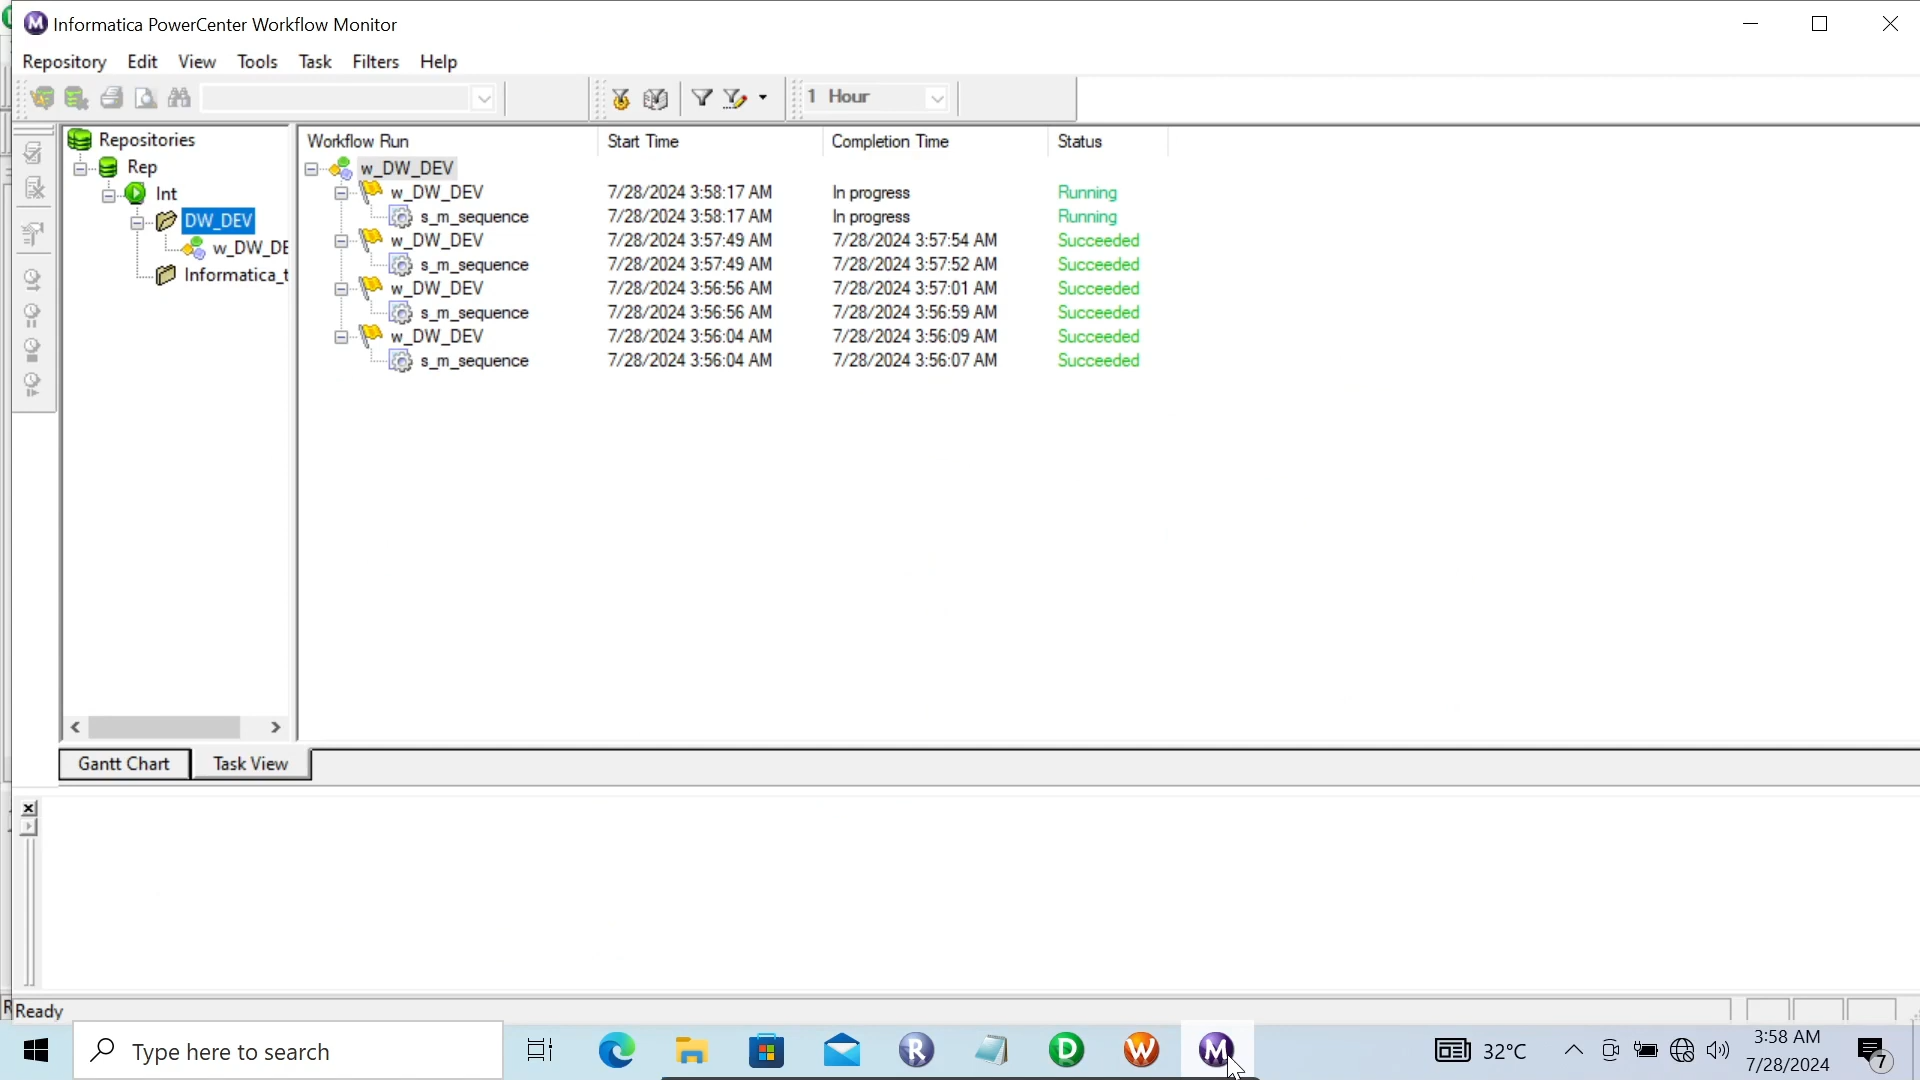 Informatica PowerCenter Workflow Monitor
Repository Edit View Tools Task Filters Help
1 Hour
Repositories
Rep
Int
DW_DEV
w_DW_DE
Informatica_t
Workflow Run Start Time Completion Time Status
w_DW_DEV
w_DW_DEV 7/28/2024 3:58:17 AM In progress Running
s_m_sequence 7/28/2024 3:58:17 AM In progress Running
w_DW_DEV 7/28/2024 3:57:49 AM 7/28/2024 3:57:54 AM Succeeded
s_m_sequence 7/28/2024 3:57:49 AM 7/28/2024 3:57:52 AM Succeeded
w_DW_DEV 7/28/2024 3:56:56 AM 7/28/2024 3:57:01 AM Succeeded
s_m_sequence 7/28/2024 3:56:56 AM 7/28/2024 3:56:59 AM Succeeded
w_DW_DEV 7/28/2024 3:56:04 AM 7/28/2024 3:56:09 AM Succeeded
s_m_sequence 7/28/2024 3:56:04 AM 7/28/2024 3:56:07 AM Succeeded
Gantt Chart Task View
Ready
Type here to search
R D W M
32°C
3:58 AM
7/28/2024
7